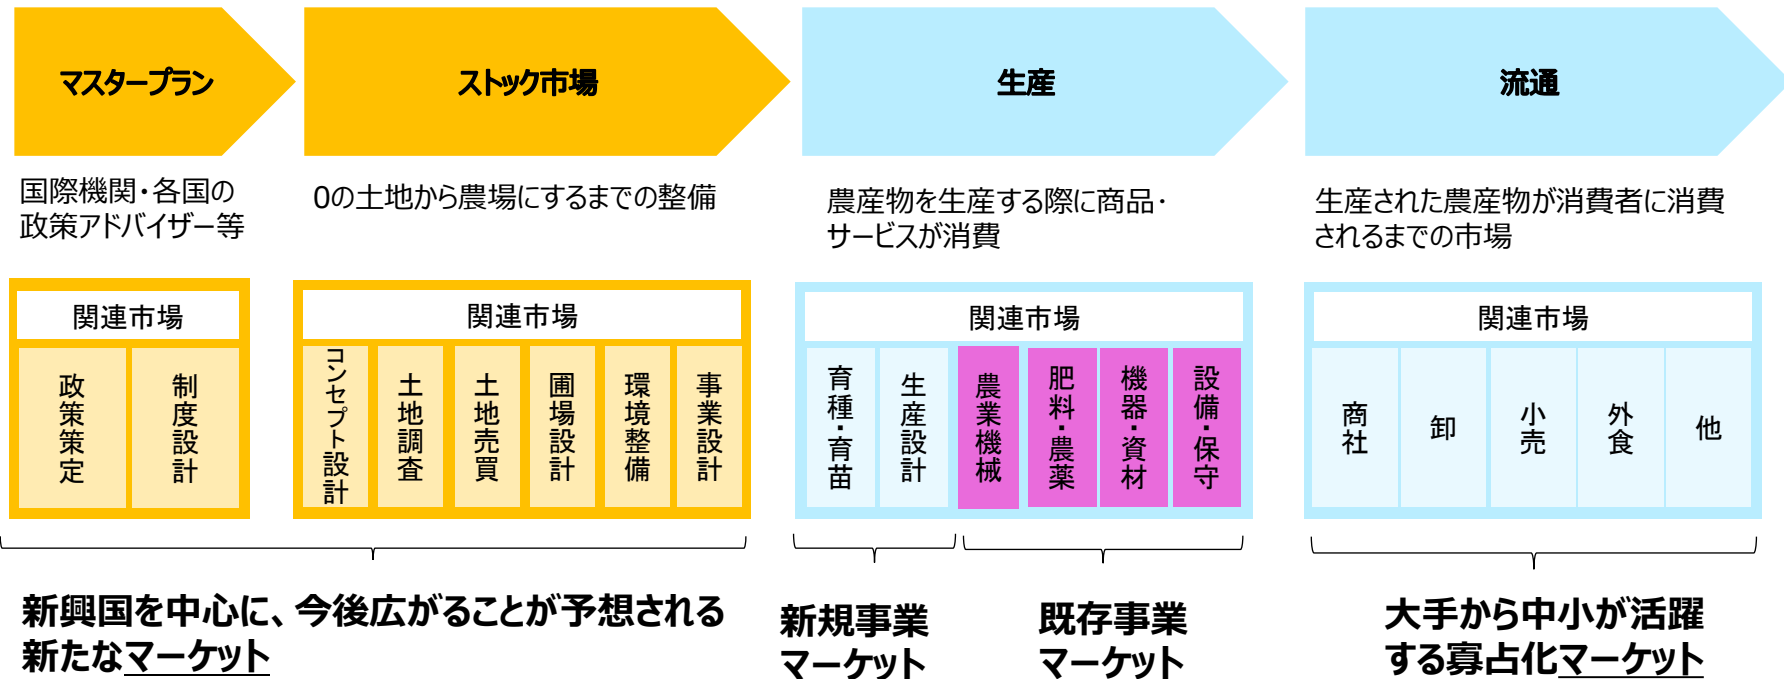 マスタープラン
ストック市場
生産
流通
国際機関・各国の
政策アドバイザー等
0の土地から農場にするまでの整備
農産物を生産する際に商品・
サービスが消費
生産された農産物が消費者に消費
されるまでの市場
関連市場
政策策定
制度設計
関連市場
コンセプト設計
土地調査
土地売買
圃場設計
環境整備
事業設計
関連市場
育種・育苗
生産設計
農業機械
肥料・農薬
機器・資材
設備・保守
関連市場
商社
卸
小売
外食
他
新興国を中心に、今後広がることが予想される
新たなマーケット
新規事業
マーケット
既存事業
マーケット
大手から中小が活躍
する寡占化マーケット